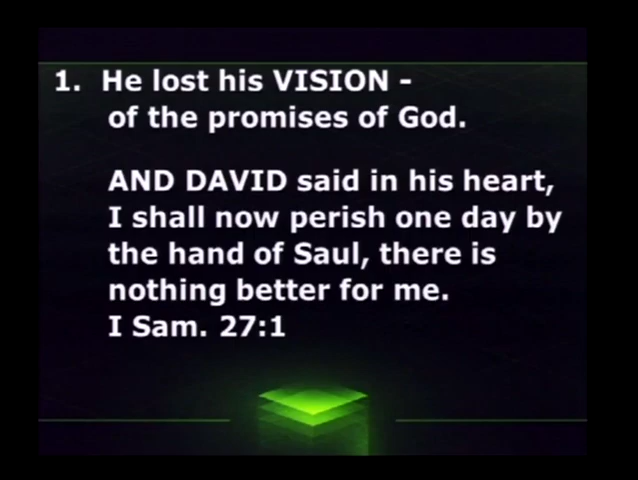 1. He lost his VISION -
of the promises of God.
AND DAVID said in his heart,
I shall now perish one day by
the hand of Saul, there is
nothing better for me.
I Sam. 27:1